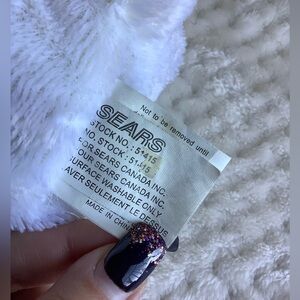 Not to be removed until
SEARS
STOCK NO.: 51415
NO. STOCK: 51415
FOR SEARS CANADA INC.
POUR SEARS CANADA INC.
SURFACE WASHABLE ONLY
LAVER SEULEMENT LE DESSUS
MADE IN CHINA